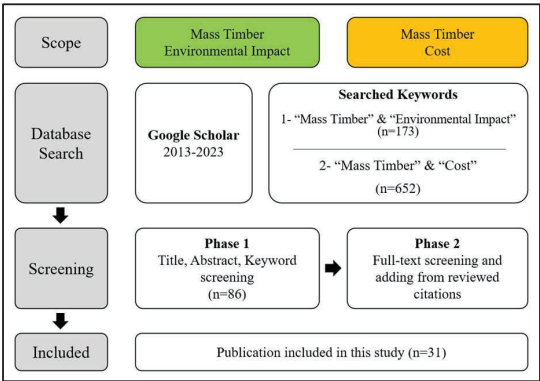 Scope
Mass Timber
Environmental Impact
Mass Timber
Cost
Database
Search
Google Scholar
2013-2023
Searched Keywords
1- “Mass Timber” & “Environmental Impact”
(n=173)
2- “Mass Timber” & “Cost”
(n=652)
Screening
Phase 1
Title, Abstract, Keyword
screening
(n=86)
Phase 2
Full-text screening and
adding from reviewed
citations
Included
Publication included in this study (n=31)